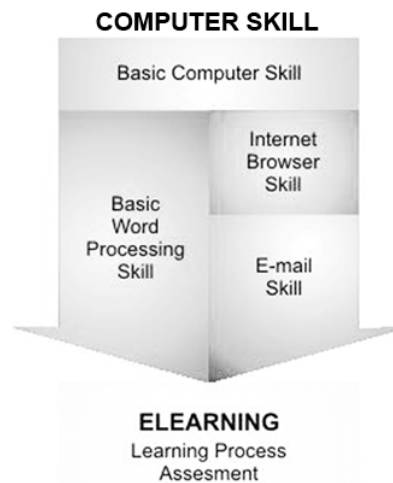 COMPUTER SKILL
Basic Computer Skill
Basic
Word
Processing
Skill
Internet
Browser
Skill
E-mail
Skill
ELEARNING
Learning Process
Assesment